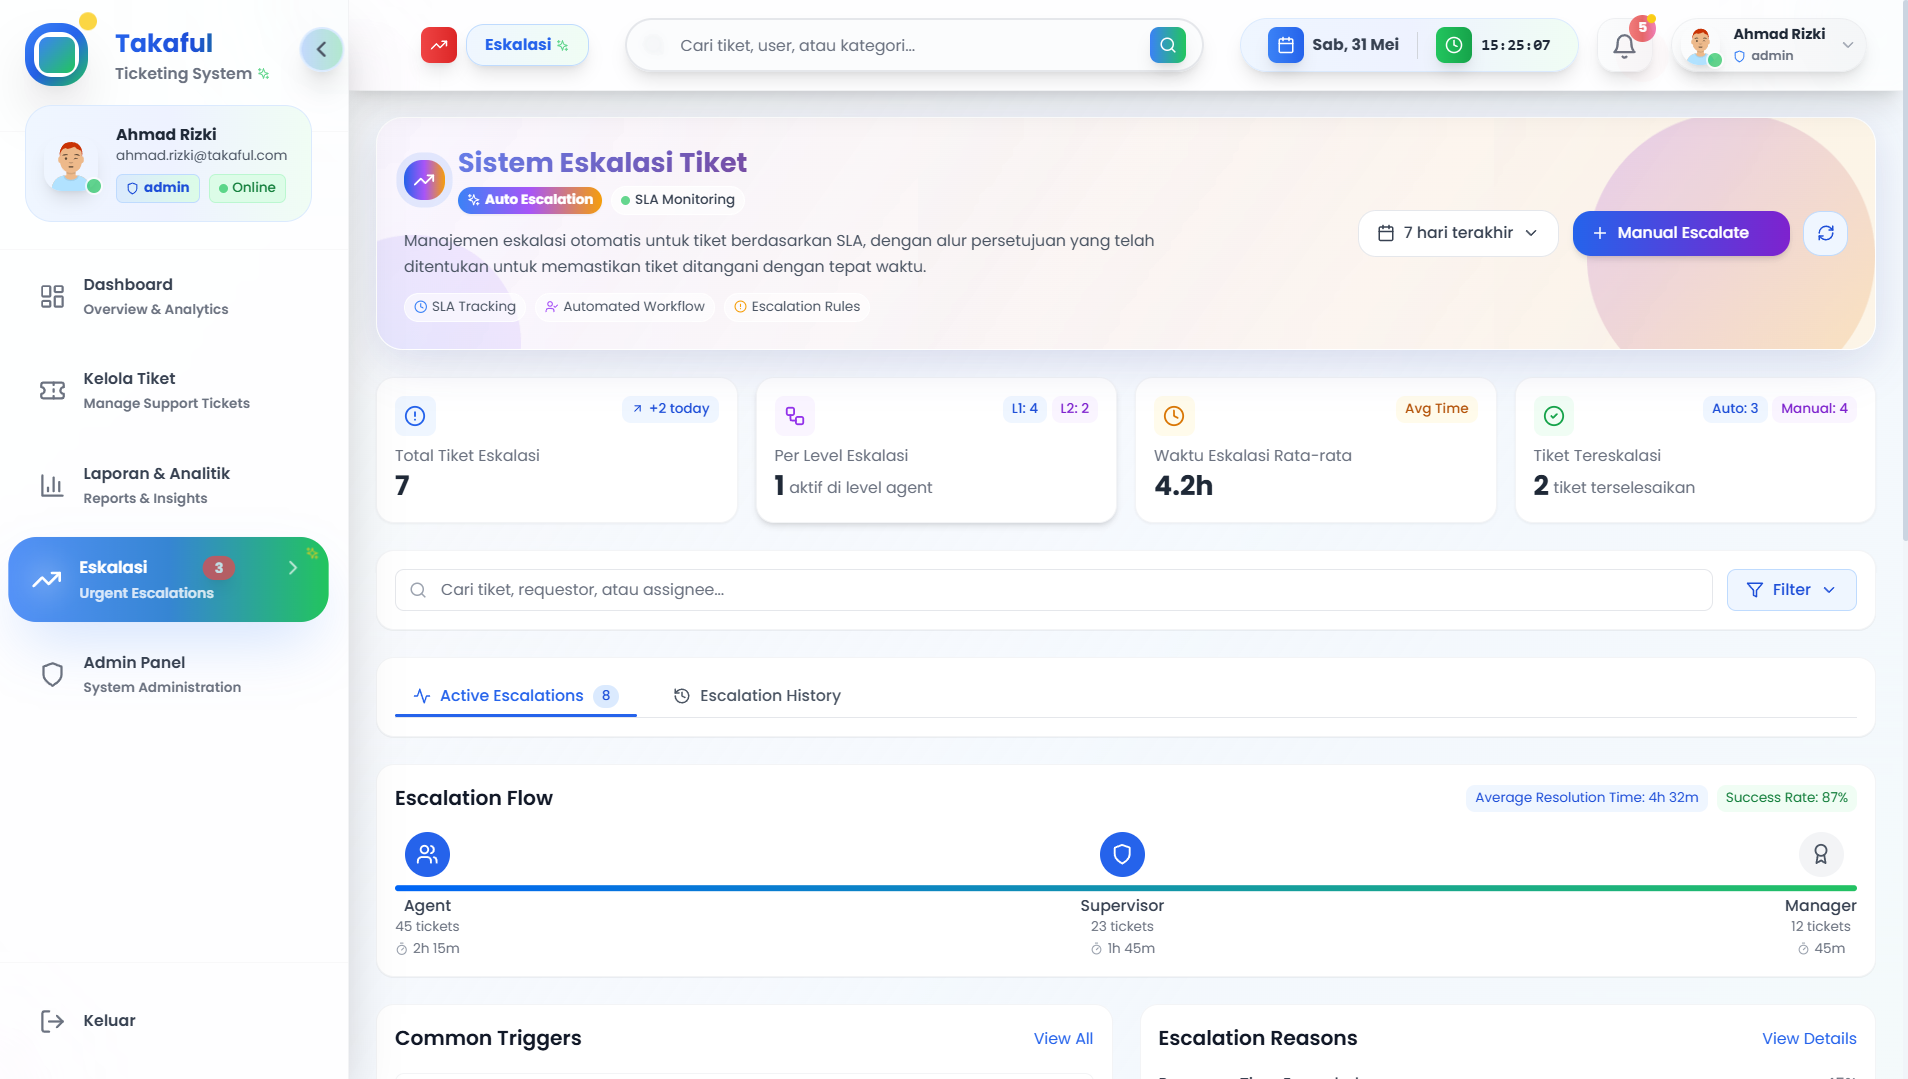 Takaful
Ticketing System
Ahmad Rizki
ahmad.rizki@takaful.com
admin
Online
Dashboard
Overview & Analytics
Kelola Tiket
Manage Support Tickets
Laporan & Analitik
Reports & Insights
Eskalasi
3
Urgent Escalations
Admin Panel
System Administration
Keluar
Eskalasi
Cari tiket, user, atau kategori...
Sab, 31 Mei
15:25:07
5
Ahmad Rizki
admin
Sistem Eskalasi Tiket
Auto Escalation
SLA Monitoring
Manajemen eskalasi otomatis untuk tiket berdasarkan SLA, dengan alur persetujuan yang telah
ditentukan untuk memastikan tiket ditangani dengan tepat waktu.
SLA Tracking
Automated Workflow
Escalation Rules
7 hari terakhir
Manual Escalate
+2 today
Total Tiket Eskalasi
7
L1: 4
L2: 2
Per Level Eskalasi
1 aktif di level agent
Avg Time
Waktu Eskalasi Rata-rata
4.2h
Auto: 3
Manual: 4
Tiket Tereskalasi
2 tiket terselesaikan
Cari tiket, requestor, atau assignee...
Filter
Active Escalations 8
Escalation History
Escalation Flow
Average Resolution Time: 4h 32m
Success Rate: 87%
Agent
45 tickets
2h 15m
Supervisor
23 tickets
1h 45m
Manager
12 tickets
45m
Common Triggers
View All
Escalation Reasons
View Details